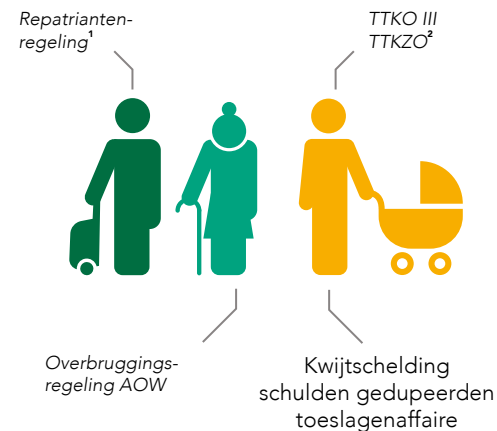 Repatrianten-
regeling¹
TTKO III
TTKZO²
Overbruggings-
regeling AOW
Kwijtschelding
schulden gedupeerden
toeslagenaffaire